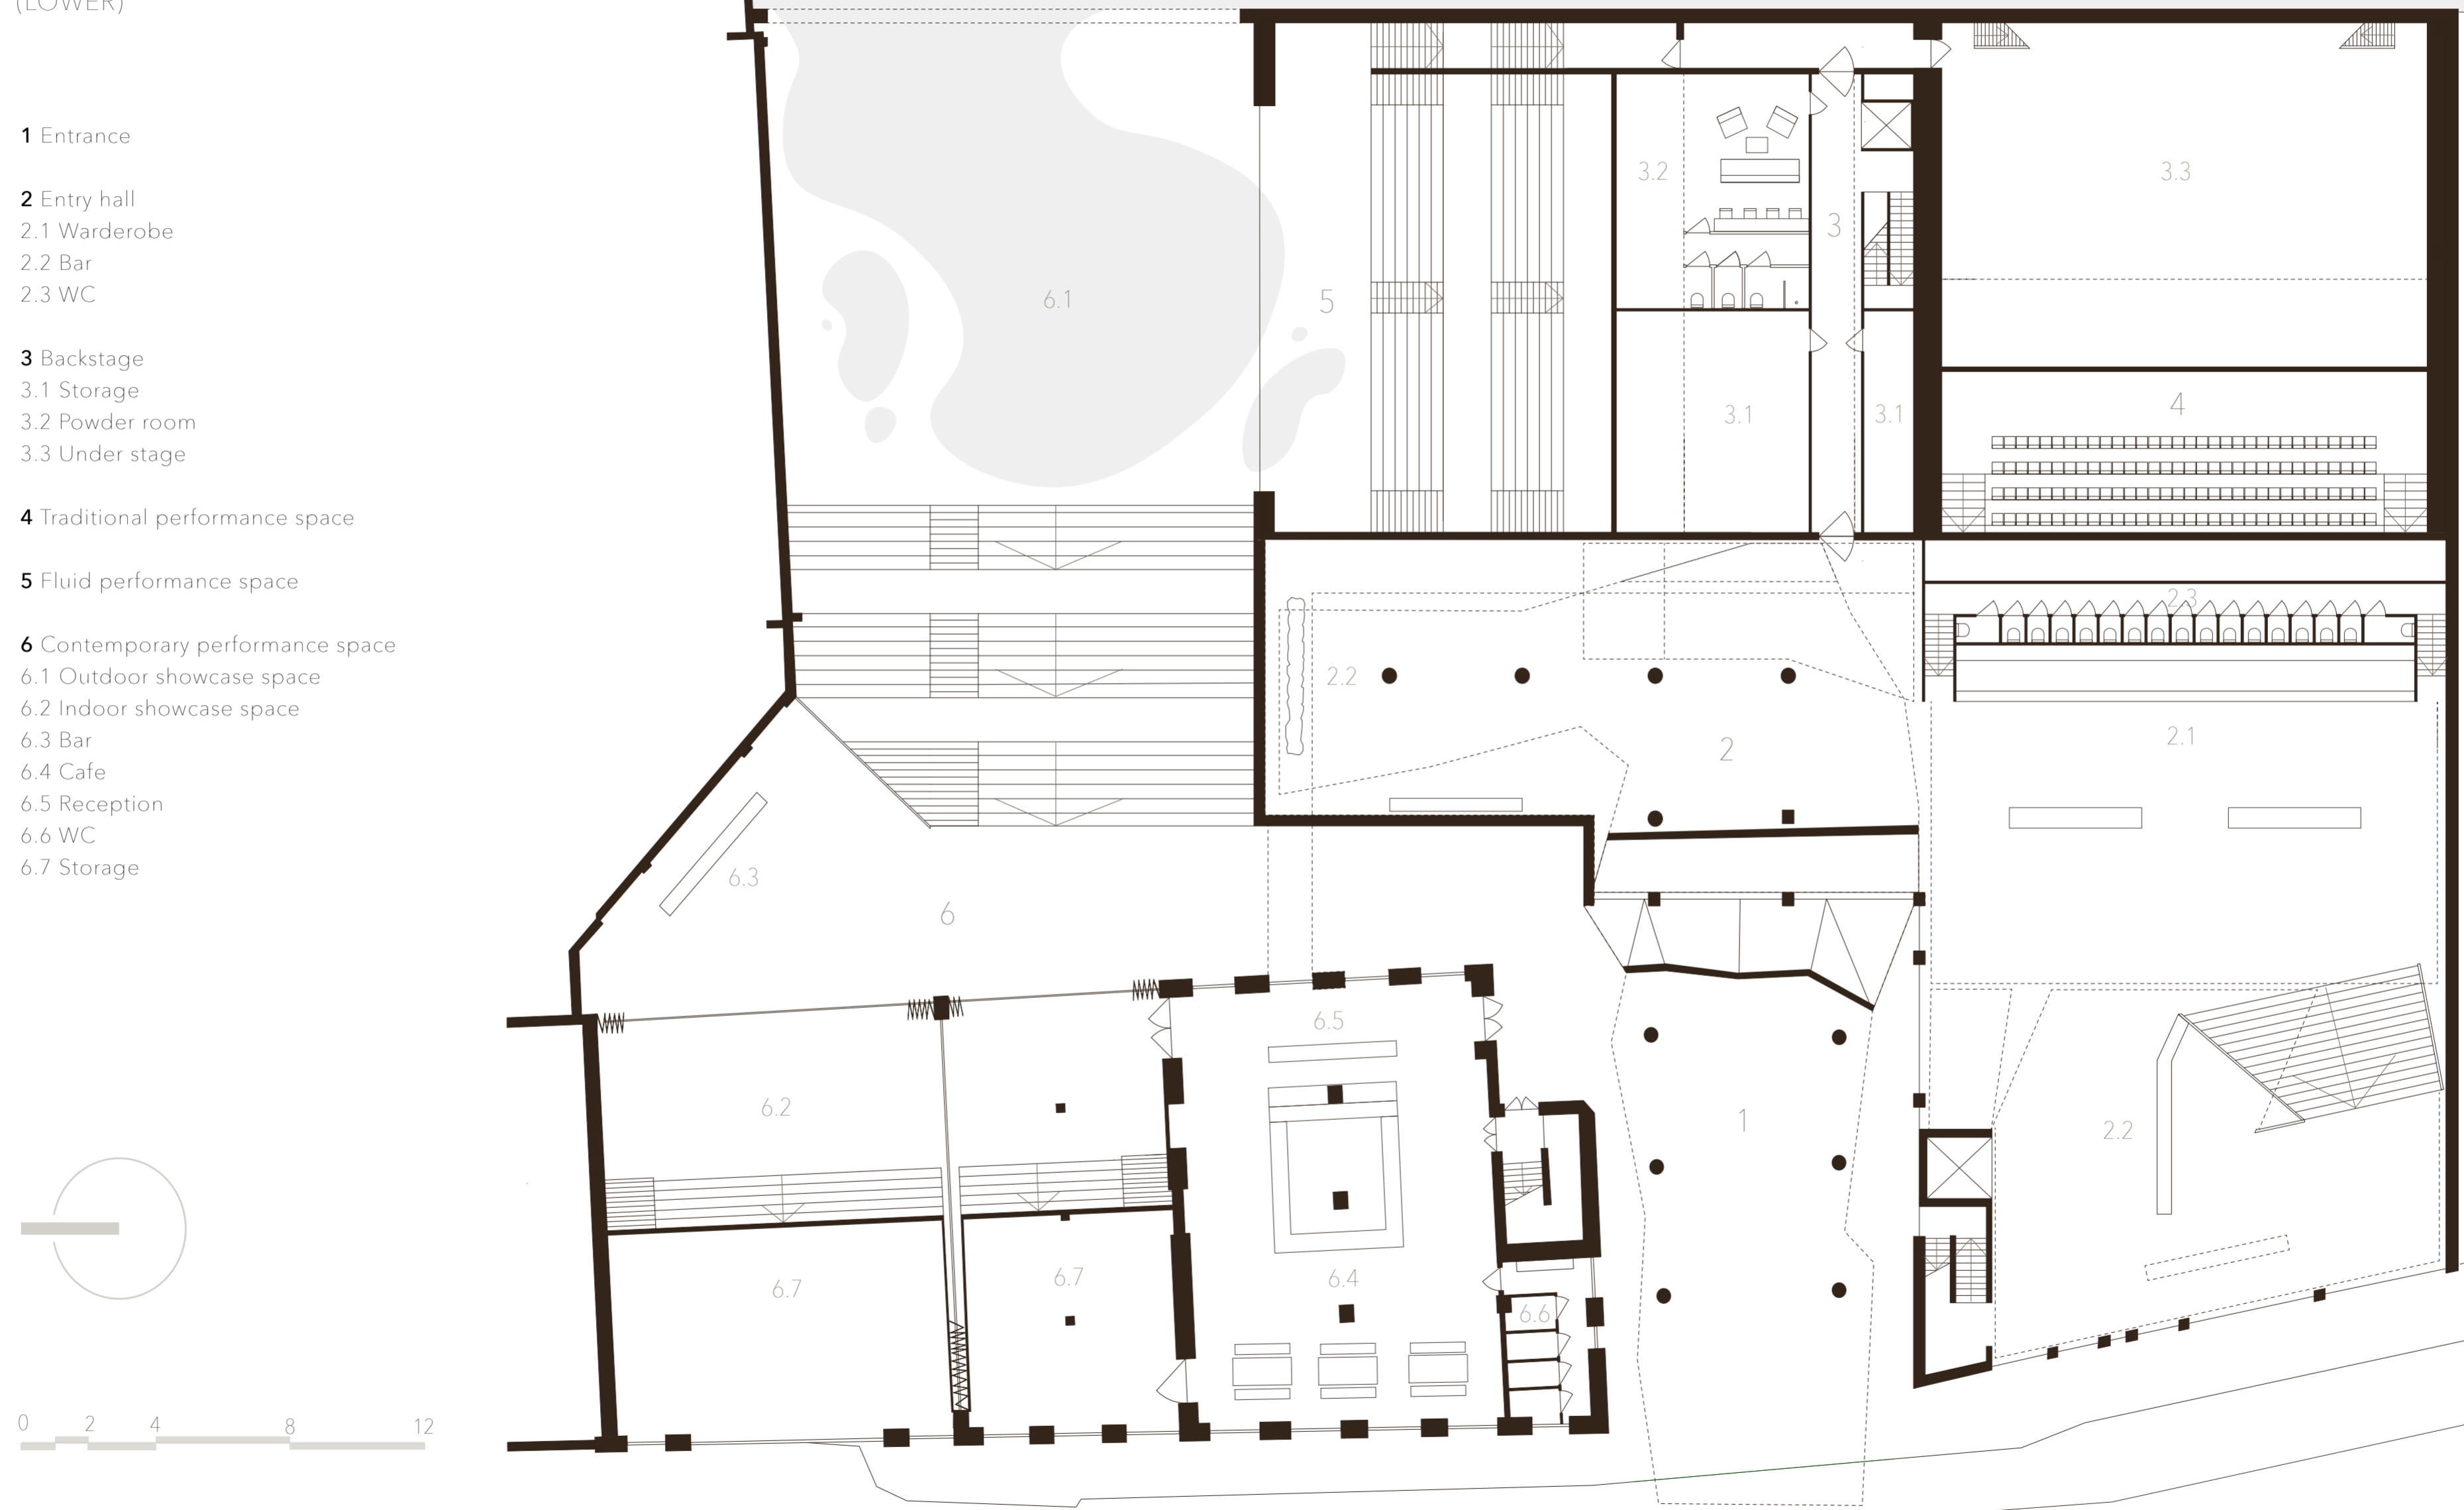 (LOWER)
1 Entrance
2 Entry hall
2.1 Warderobe
2.2 Bar
2.3 WC
3 Backstage
3.1 Storage
3.2 Powder room
3.3 Under stage
4 Traditional performance space
5 Fluid performance space
6 Contemporary performance space
6.1 Outdoor showcase space
6.2 Indoor showcase space
6.3 Bar
6.4 Cafe
6.5 Reception
6.6 WC
6.7 Storage
0 2 4 8 12
3.2
3.3
3
6.1
5
4
3.1
3.1
2.3
2.2
2.1
2
6.3
6
6.5
6.2
1
2.2
6.7
6.7
6.4
6.6